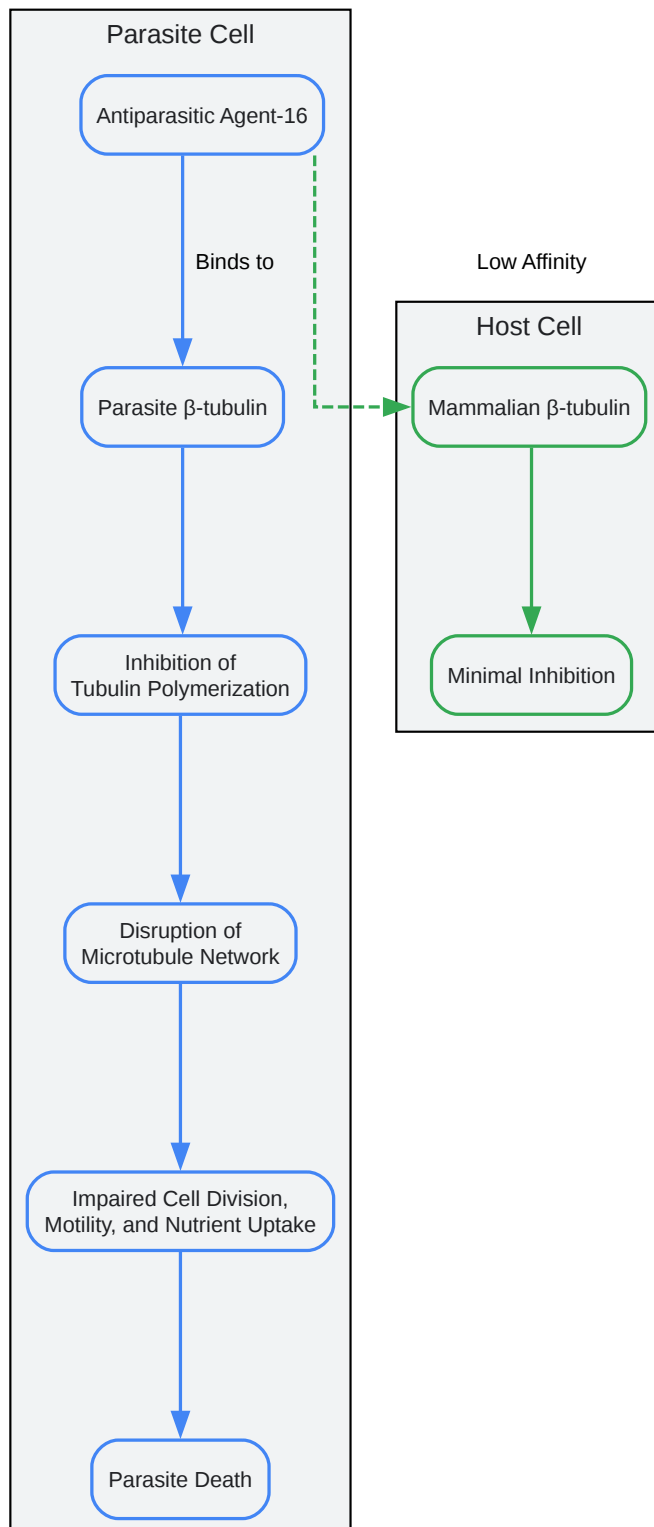 Parasite Cell
Antiparasitic Agent-16
Binds to
Low Affinity
Host Cell
Parasite β-tubulin
Mammalian β-tubulin
Inhibition of
Tubulin Polymerization
Minimal Inhibition
Disruption of
Microtubule Network
Impaired Cell Division,
Motility, and Nutrient Uptake
Parasite Death